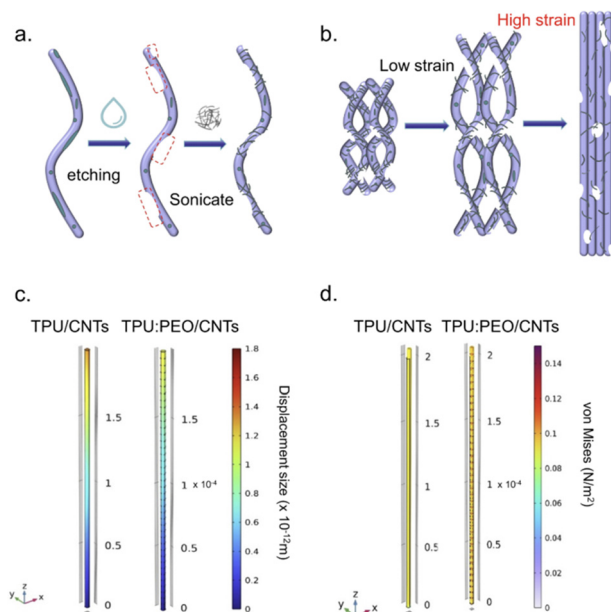 a.
etching
Sonicate
b.
Low strain
High strain
c.
TPU/CNTs TPU:PEO/CNTs
1.5
1
0.5
0
1.5
1 x 10⁻⁴
0.5
0
1.8
1.6
1.4
1.2
1
0.8
0.6
0.4
0.2
0
Displacement size (x 10⁻¹²m)
y z x
d.
TPU/CNTs TPU:PEO/CNTs
2
1.5
1
0.5
0
2
1.5
1 x 10⁻⁴
0.5
0
0.14
0.12
0.1
0.08
0.06
0.04
0.02
0
von Mises (N/m²)
y z x